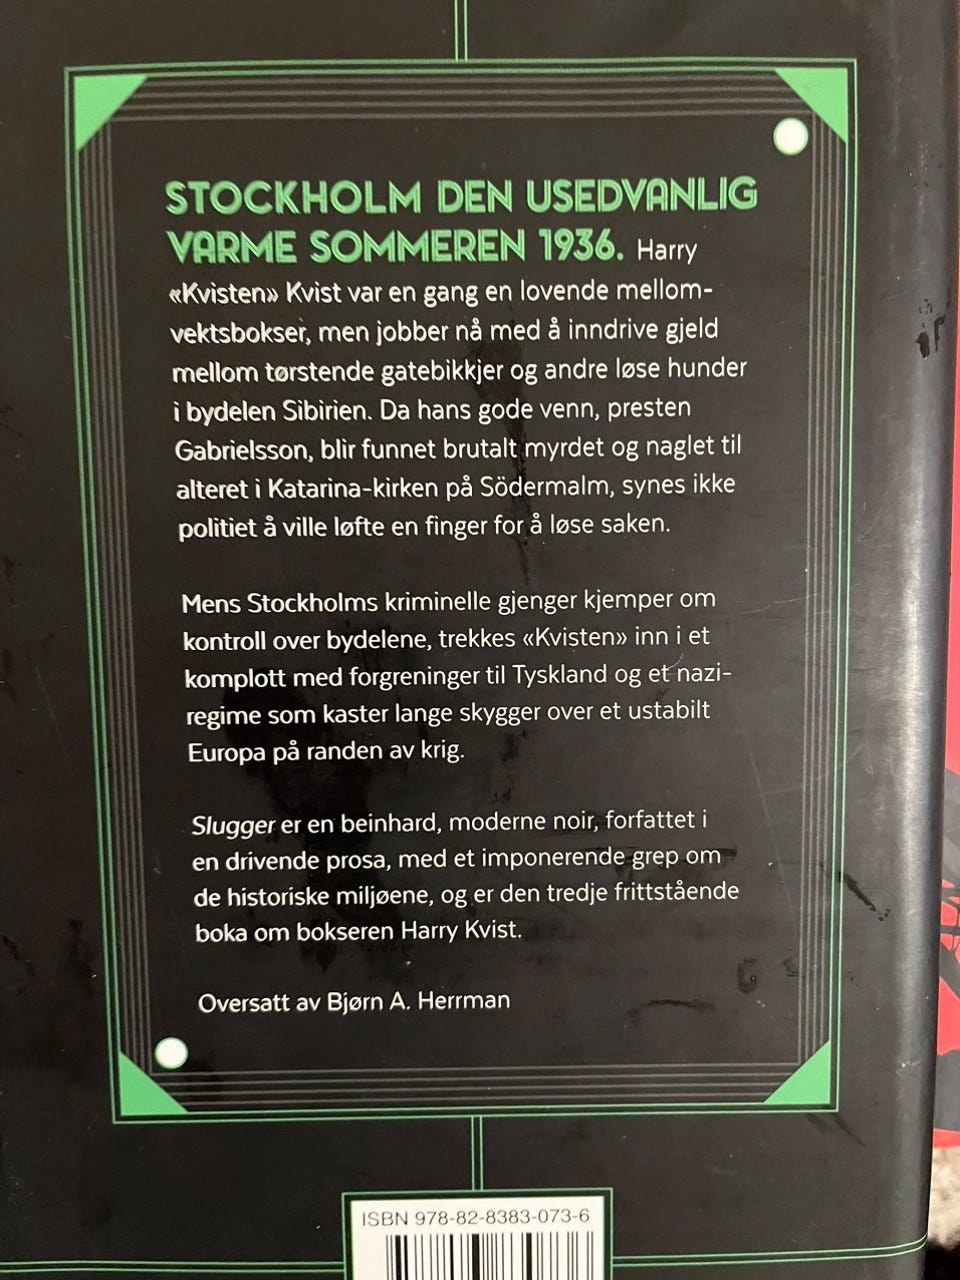 STOCKHOLM DEN USEDVANLIG
VARME SOMMEREN 1936. Harry
«Kvisten» Kvist var en gang en lovende mellom-
vektsbokser, men jobber nå med å inndrive gjeld
mellom tørstende gatebikkjer og andre løse hunder
i bydelen Sibirien. Da hans gode venn, presten
Gabrielsson, blir funnet brutalt myrdet og naglet til
alteret i Katarina-kirken på Södermalm, synes ikke
politiet å ville løfte en finger for å løse saken.
Mens Stockholms kriminelle gjenger kjemper om
kontroll over bydelene, trekkes «Kvisten» inn i et
komplott med forgreninger til Tyskland og et nazi-
regime som kaster lange skygger over et ustabilt
Europa på randen av krig.
Slugger er en beinhard, moderne noir, forfattet i
en drivende prosa, med et imponerende grep om
de historiske miljøene, og er den tredje frittstående
boka om bokseren Harry Kvist.
Oversatt av Bjørn A. Herrman
ISBN 978-82-8383-073-6